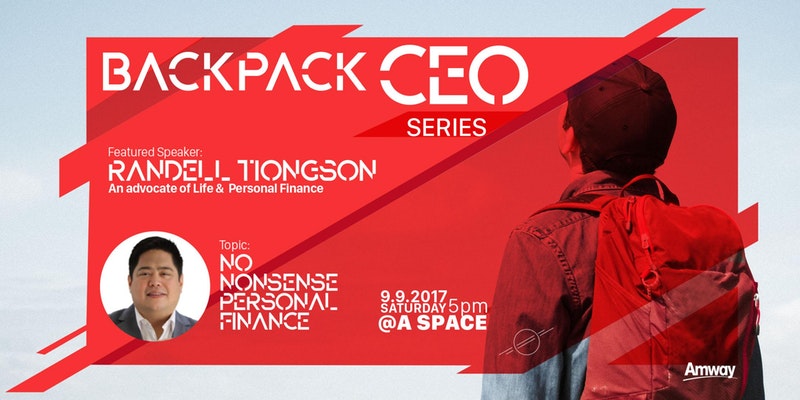 BACKPACK CEO
SERIES
Featured Speaker:
RANDELL TIONGSON
An advocate of Life & Personal Finance
Topic:
NO
NONSENSE
PERSONAL
FINANCE
9.9.2017
SATURDAY 5pm
@A SPACE
Amway